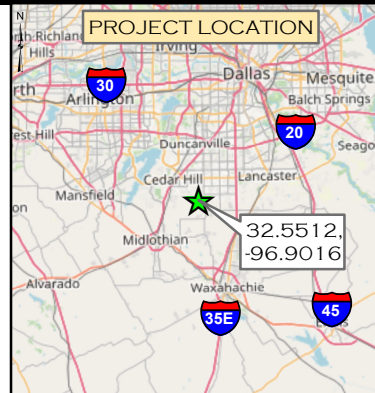 PROJECT LOCATION
N
Irving
Hills
Dallas
Mesquite
30
Arlington
Balch Springs
20
Duncanville
Cedar Hill
Lancaster
Mansfield
32.5512,
-96.9016
Midlothian
Alvarado
Waxahachie
35E
45